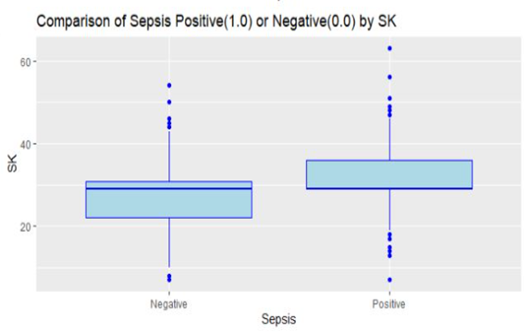 Comparison of Sepsis Positive(1.0) or Negative(0.0) by SK
60
40
20
SK
Negative Positive
Sepsis